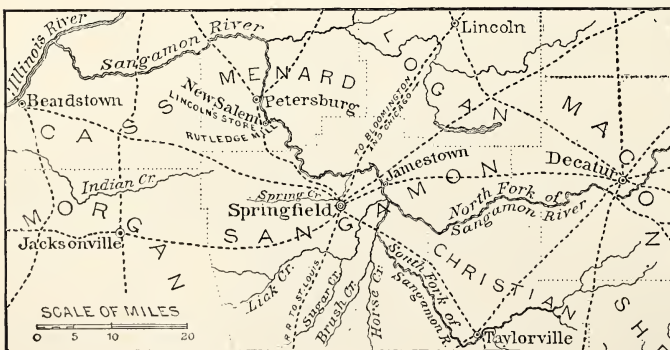 Illinois River
Sangamon River
Lincoln
LOGAN
MENARD
Beardstown
New Salem
LINCOLN'S STORE
RUTLEDGE MILL
Petersburg
TO BLOOMINGTON
AND CHICAGO
CASS
MACON
Jamestown
Decatur
Indian Cr.
Spring Cr.
Springfield
North Fork of
Sangamon River
MORGAN
SANGAMON
Jacksonville
CHRISTIAN
Lick Cr.
R.R. TO ST. LOUIS
Sugar Cr.
Brush Cr.
Horse Cr.
South Fork of
Sangamon R.
SHE
SCALE OF MILES
0 5 10 20
Taylorville